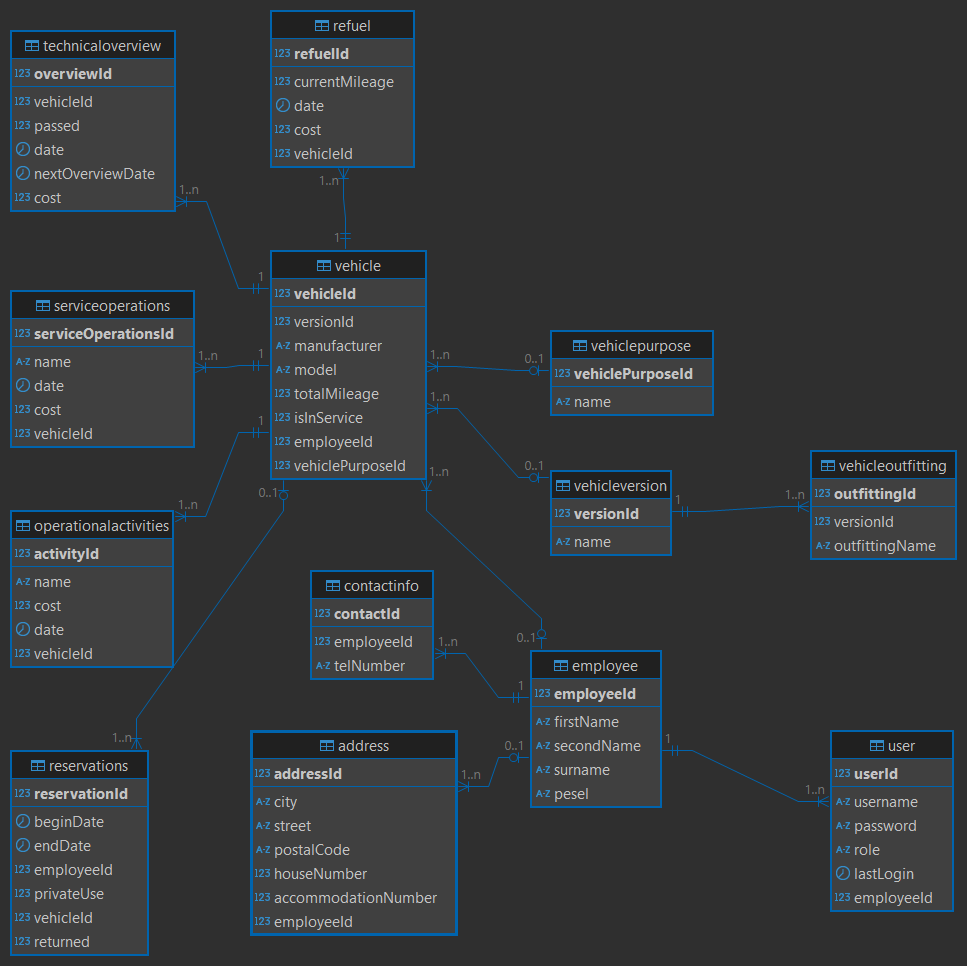 refuel
123 refuelId
123 currentMileage
date
123 cost
123 vehicleId
technicaloverview
123 overviewId
123 vehicleId
123 passed
date
nextOverviewDate
123 cost
1..n
1..n
1
1
vehicle
123 vehicleId
123 versionId
A-Z manufacturer
A-Z model
123 totalMileage
123 isInService
123 employeeId
123 vehiclePurposeId
serviceoperations
123 serviceOperationsId
A-Z name
date
123 cost
123 vehicleId
1..n
1
1
1..n
0..1
vehiclepurpose
123 vehiclePurposeId
A-Z name
1..n
0..1
vehicleversion
123 versionId
A-Z name
1
1..n
vehicleoutfitting
123 outfittingId
123 versionId
A-Z outfittingName
1..n
0..1
1..n
operationalactivities
123 activityId
A-Z name
123 cost
date
123 vehicleId
contactinfo
123 contactId
123 employeeId
A-Z telNumber
1..n
1
0..1
employee
123 employeeId
A-Z firstName
A-Z secondName
A-Z surname
A-Z pesel
1
0..1
1..n
1..n
1..n
reservations
123 reservationId
beginDate
endDate
123 employeeId
123 privateUse
123 vehicleId
123 returned
address
123 addressId
A-Z city
A-Z street
A-Z postalCode
123 houseNumber
123 accommodationNumber
123 employeeId
user
123 userId
A-Z username
A-Z password
A-Z role
lastLogin
123 employeeId